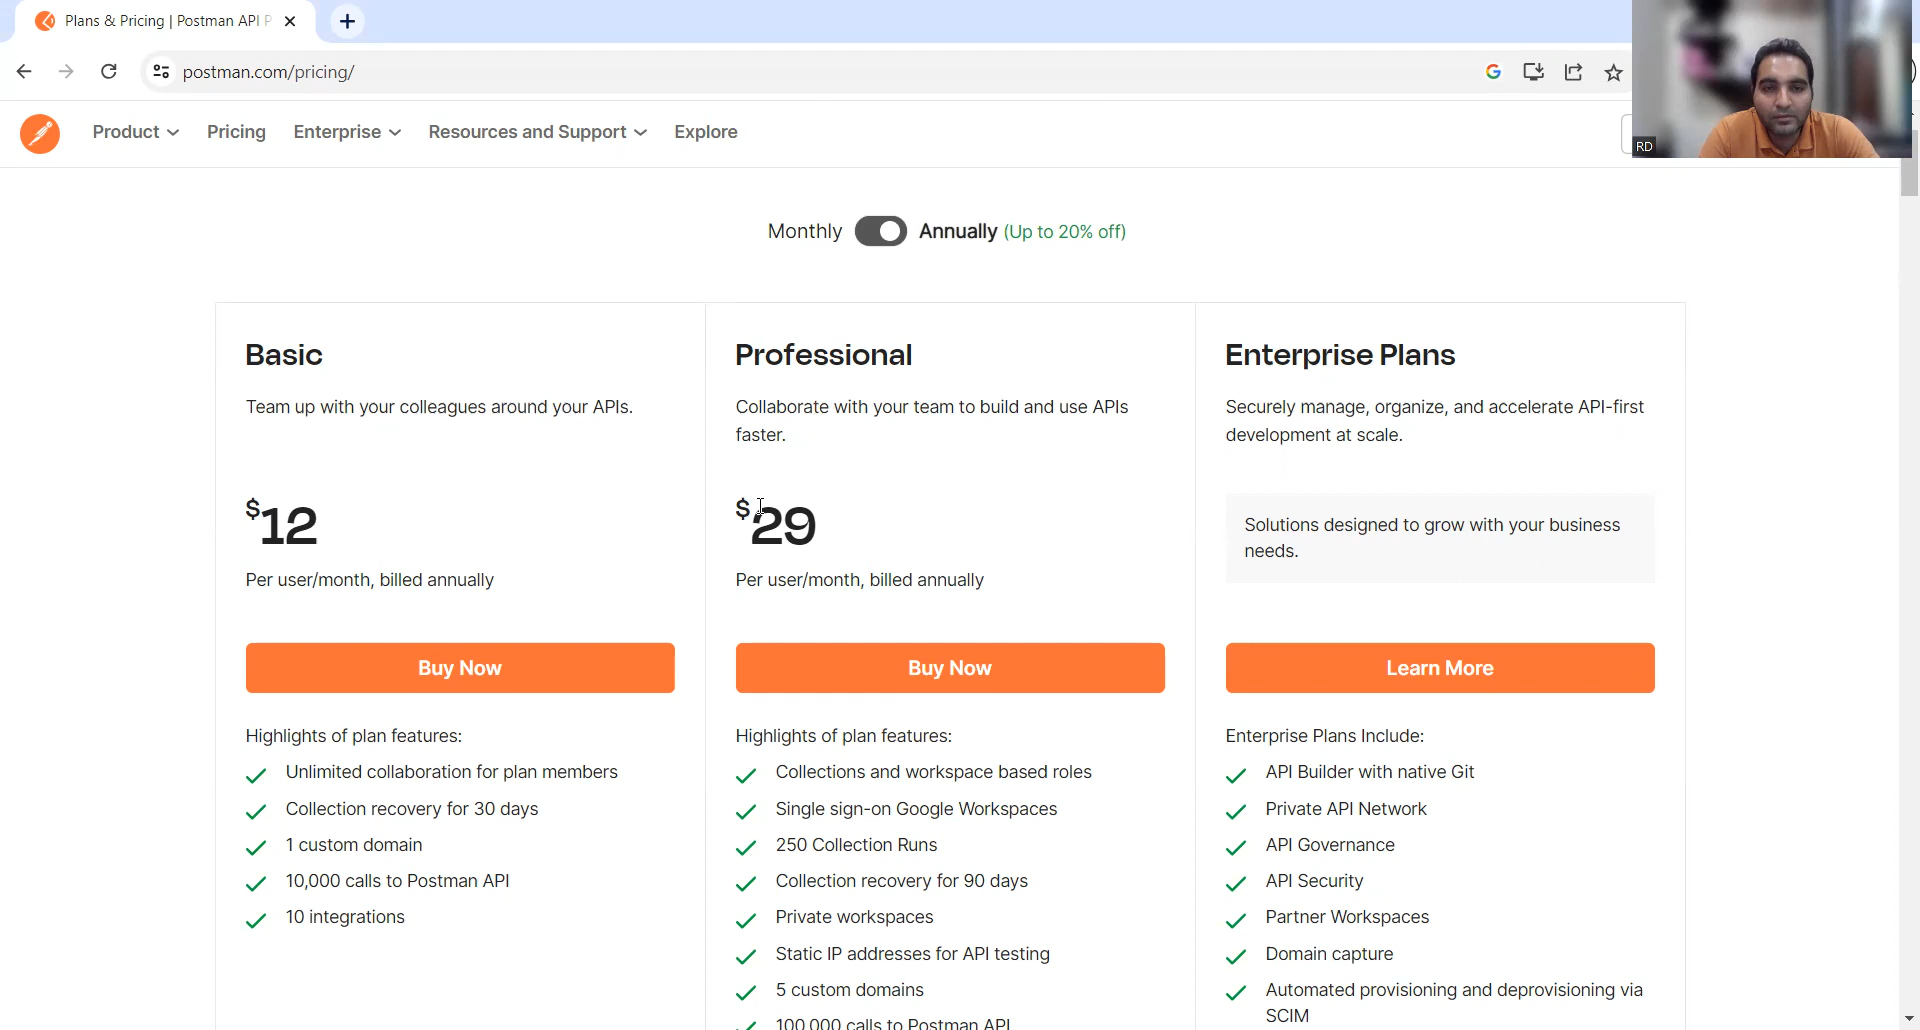 Plans & Pricing | Postman API P
postman.com/pricing/
Product
Pricing
Enterprise
Resources and Support
Explore
RD
Monthly
Annually (Up to 20% off)
Basic
Team up with your colleagues around your APIs.
$12
Per user/month, billed annually
Buy Now
Highlights of plan features:
Unlimited collaboration for plan members
Collection recovery for 30 days
1 custom domain
10,000 calls to Postman API
10 integrations
Professional
Collaborate with your team to build and use APIs
faster.
$29
Per user/month, billed annually
Buy Now
Highlights of plan features:
Collections and workspace based roles
Single sign-on Google Workspaces
250 Collection Runs
Collection recovery for 90 days
Private workspaces
Static IP addresses for API testing
5 custom domains
100,000 calls to Postman API
Enterprise Plans
Securely manage, organize, and accelerate API-first
development at scale.
Solutions designed to grow with your business
needs.
Learn More
Enterprise Plans Include:
API Builder with native Git
Private API Network
API Governance
API Security
Partner Workspaces
Domain capture
Automated provisioning and deprovisioning via
SCIM